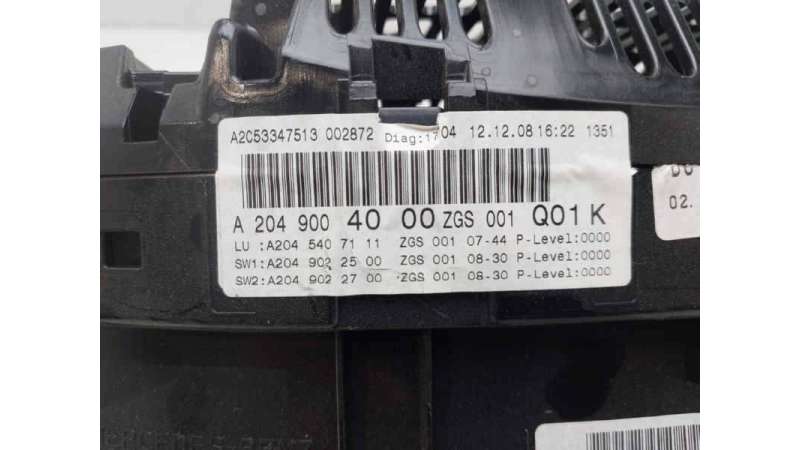 A2C53347513 002872 Diag:1704 12.12.08 16:22 1351
A 204 900 40 00 ZGS 001 Q01 K
LU :A204 540 71 11 ZGS 001 07-44 P-Level:0000
SW1:A204 902 25 00 ZGS 001 08-30 P-Level:0000
SW2:A204 902 27 00 ZGS 001 08-30 P-Level:0000
02.